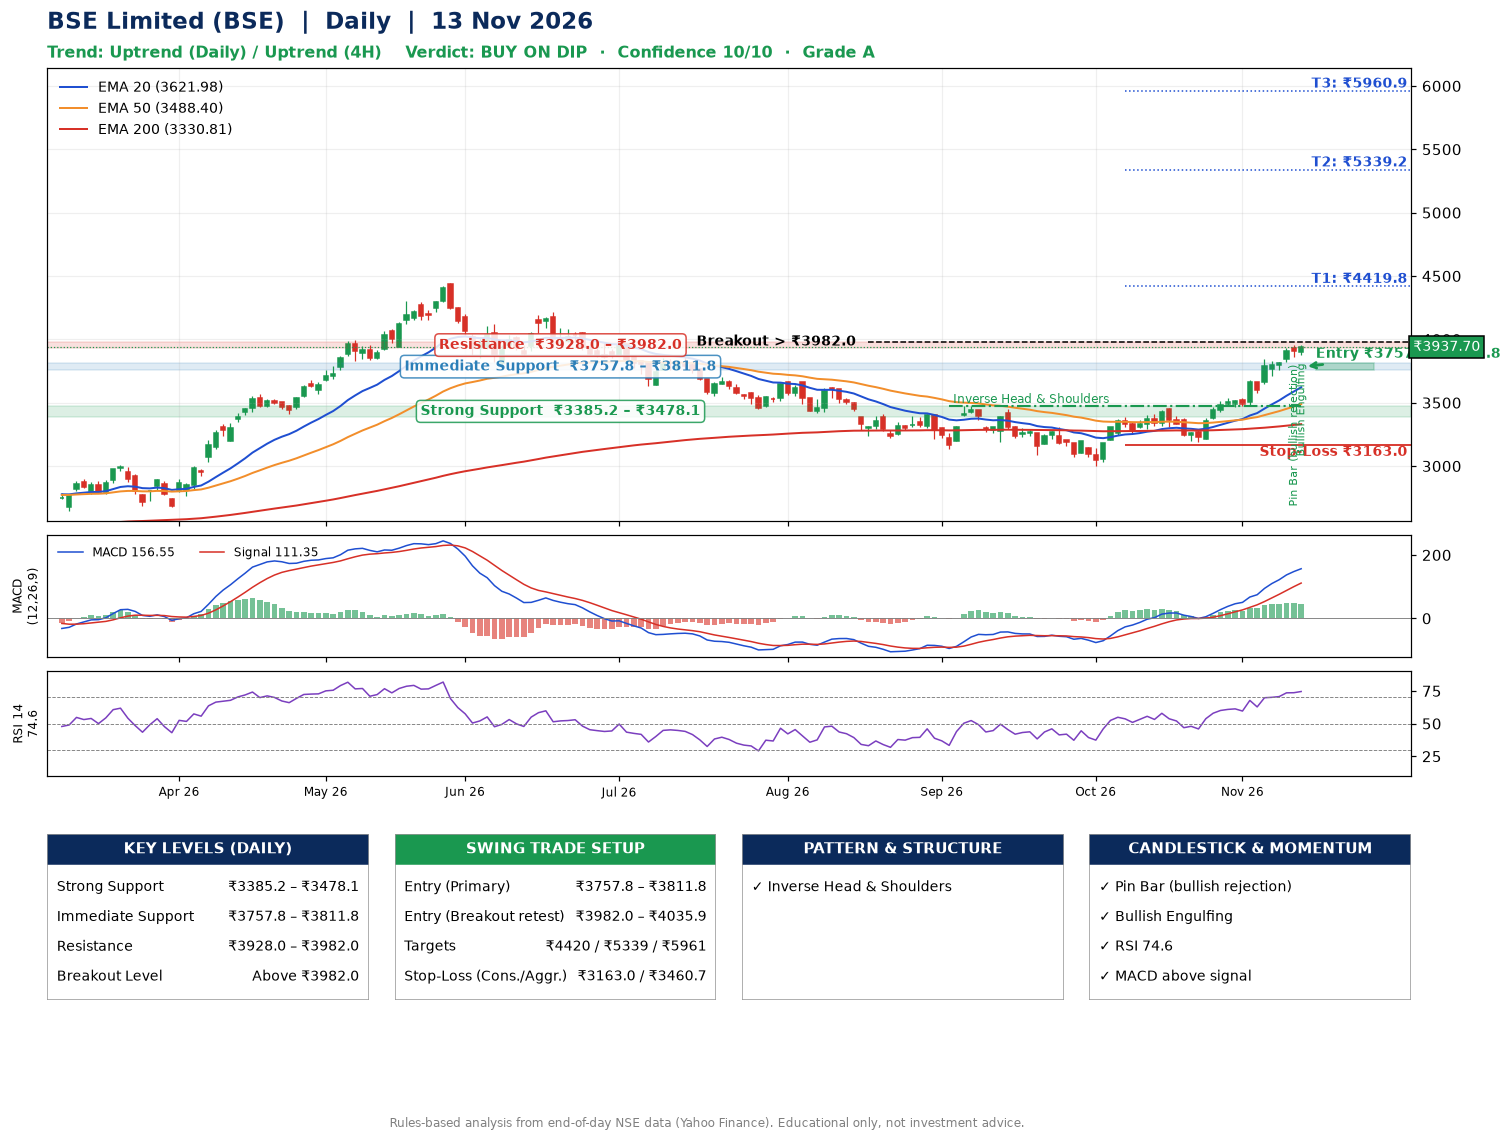 BSE Limited (BSE) | Daily | 13 Nov 2026
Trend: Uptrend (Daily) / Uptrend (4H) Verdict: BUY ON DIP · Confidence 10/10 · Grade A
EMA 20 (3621.98)
EMA 50 (3488.40)
EMA 200 (3330.81)
T3: ₹5960.9
T2: ₹5339.2
T1: ₹4419.8
6000
5500
5000
4500
3500
3000
Resistance ₹3928.0 – ₹3982.0
Breakout > ₹3982.0
₹3937.70
Immediate Support ₹3757.8 – ₹3811.8
Strong Support ₹3385.2 – ₹3478.1
Inverse Head & Shoulders
Pin Bar (bullish rejection)
Bullish Engulfing
Stop-Loss ₹3163.0
MACD (12,26,9)
MACD 156.55
Signal 111.35
200
0
RSI 14
74.6
75
50
25
Apr 26
May 26
Jun 26
Jul 26
Aug 26
Sep 26
Oct 26
Nov 26
KEY LEVELS (DAILY)
Strong Support ₹3385.2 – ₹3478.1
Immediate Support ₹3757.8 – ₹3811.8
Resistance ₹3928.0 – ₹3982.0
Breakout Level Above ₹3982.0
SWING TRADE SETUP
Entry (Primary) ₹3757.8 – ₹3811.8
Entry (Breakout retest) ₹3982.0 – ₹4035.9
Targets ₹4420 / ₹5339 / ₹5961
Stop-Loss (Cons./Aggr.) ₹3163.0 / ₹3460.7
PATTERN & STRUCTURE
✓ Inverse Head & Shoulders
CANDLESTICK & MOMENTUM
✓ Pin Bar (bullish rejection)
✓ Bullish Engulfing
✓ RSI 74.6
✓ MACD above signal
Rules-based analysis from end-of-day NSE data (Yahoo Finance). Educational only, not investment advice.